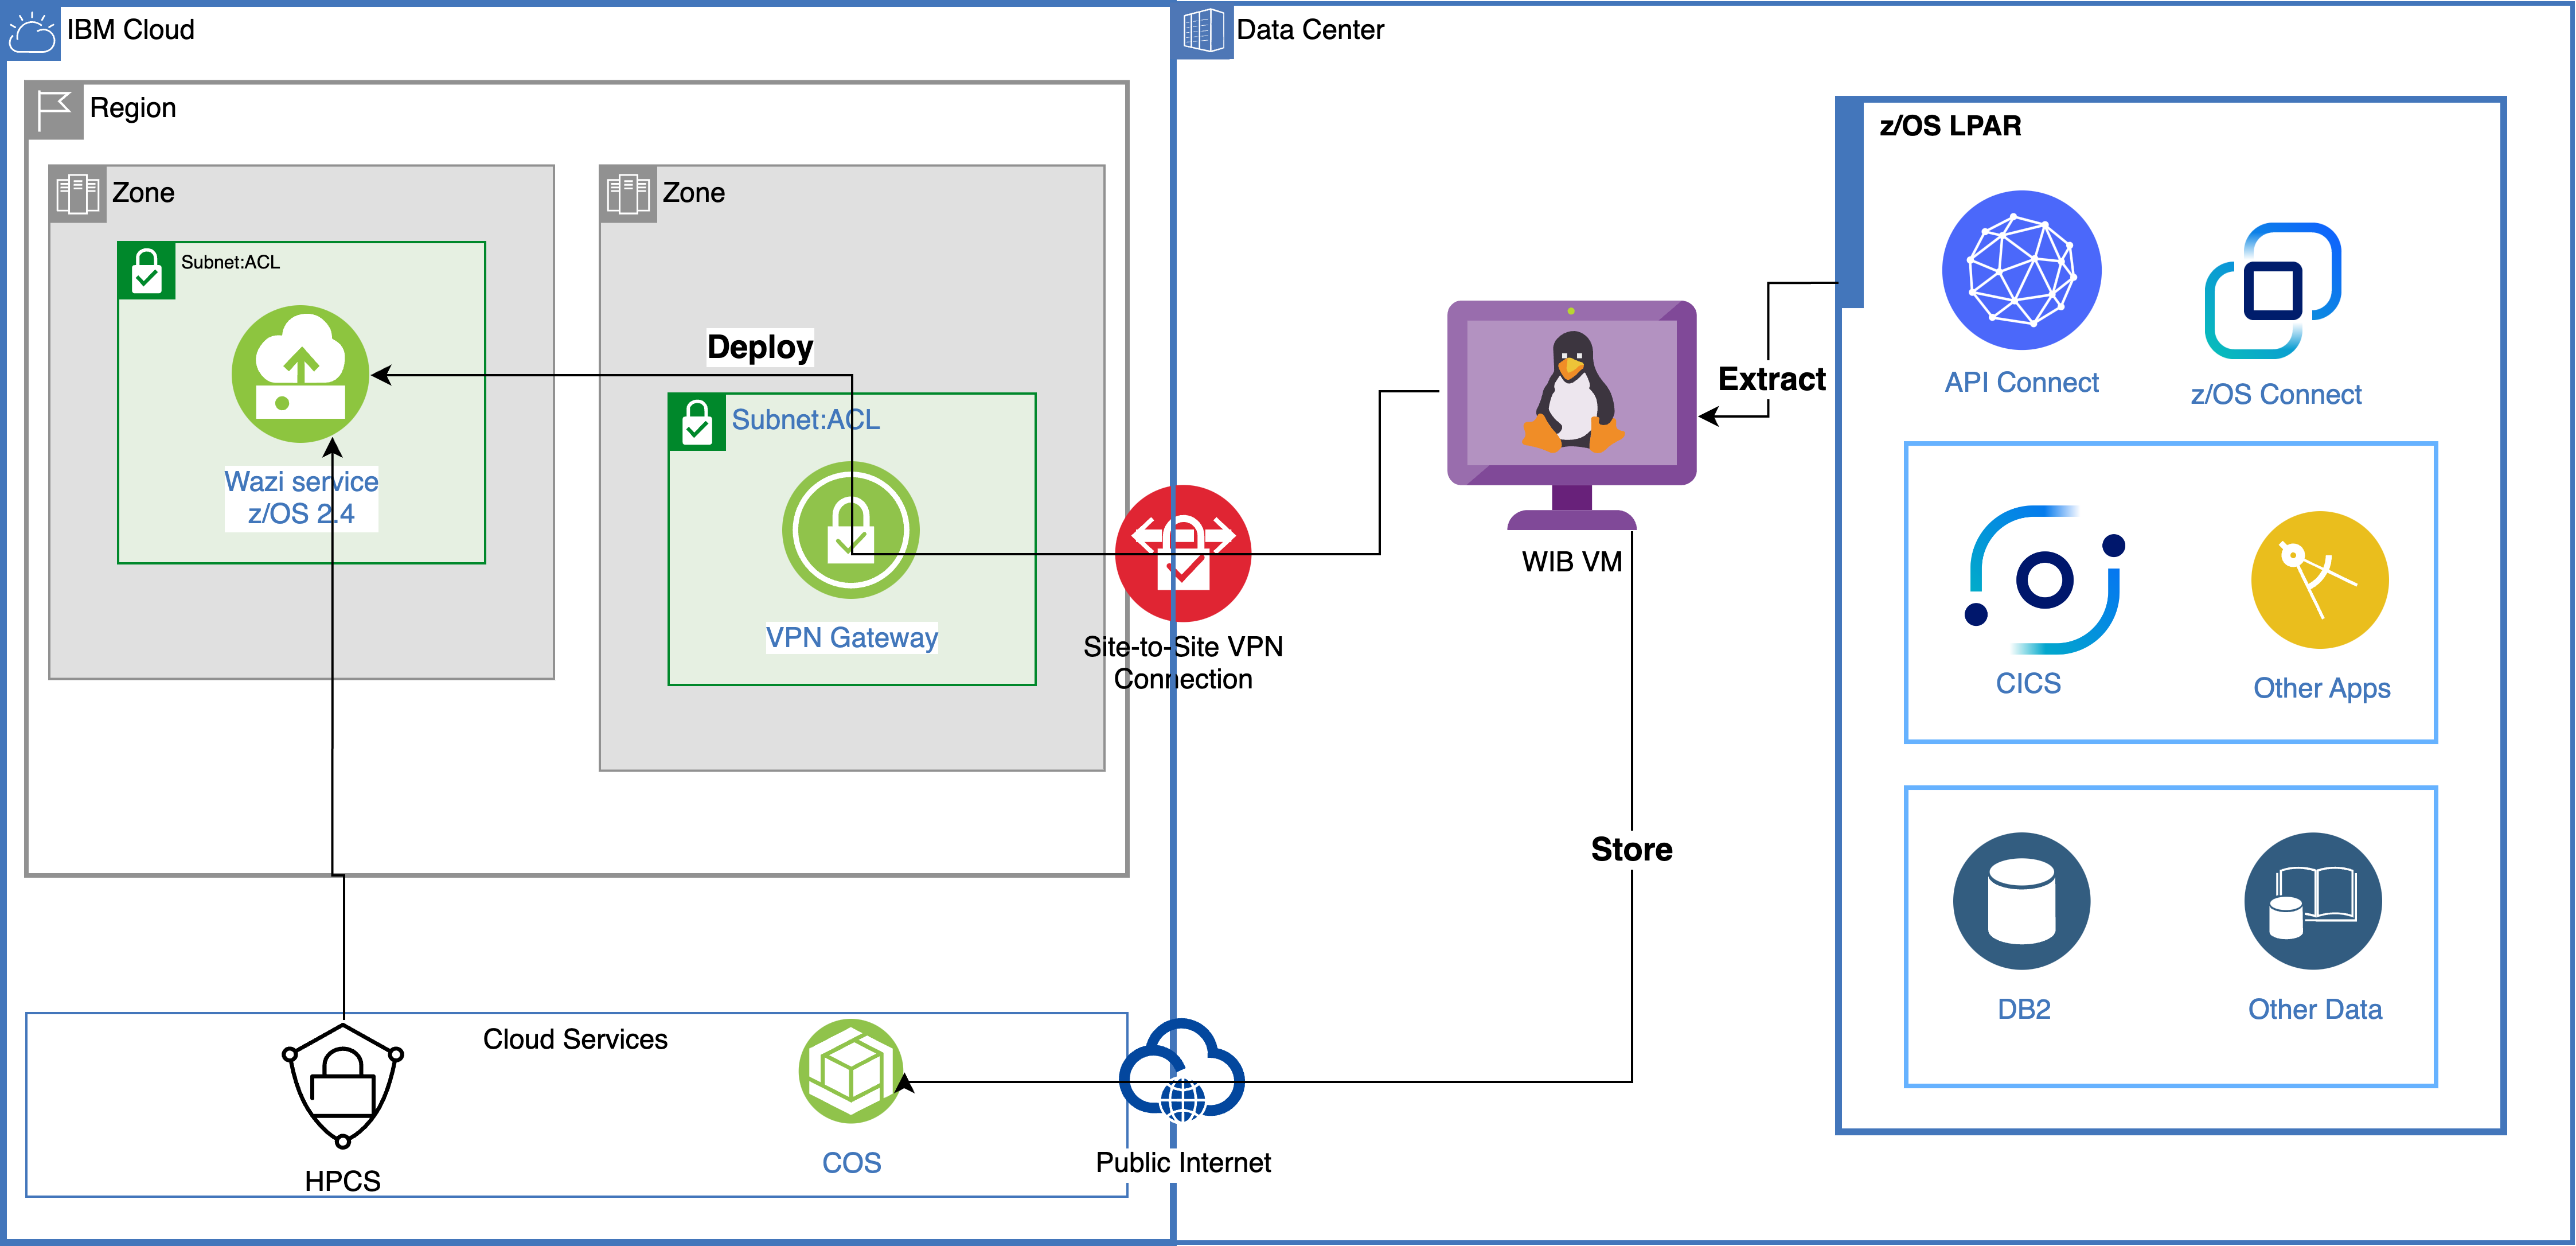 IBM Cloud
Data Center
Region
Zone
Zone
Subnet:ACL
Wazi service
z/OS 2.4
Deploy
Subnet:ACL
VPN Gateway
Site-to-Site VPN
Connection
WIB VM
Extract
Store
z/OS LPAR
API Connect
z/OS Connect
CICS
Other Apps
DB2
Other Data
Cloud Services
HPCS
COS
Public Internet